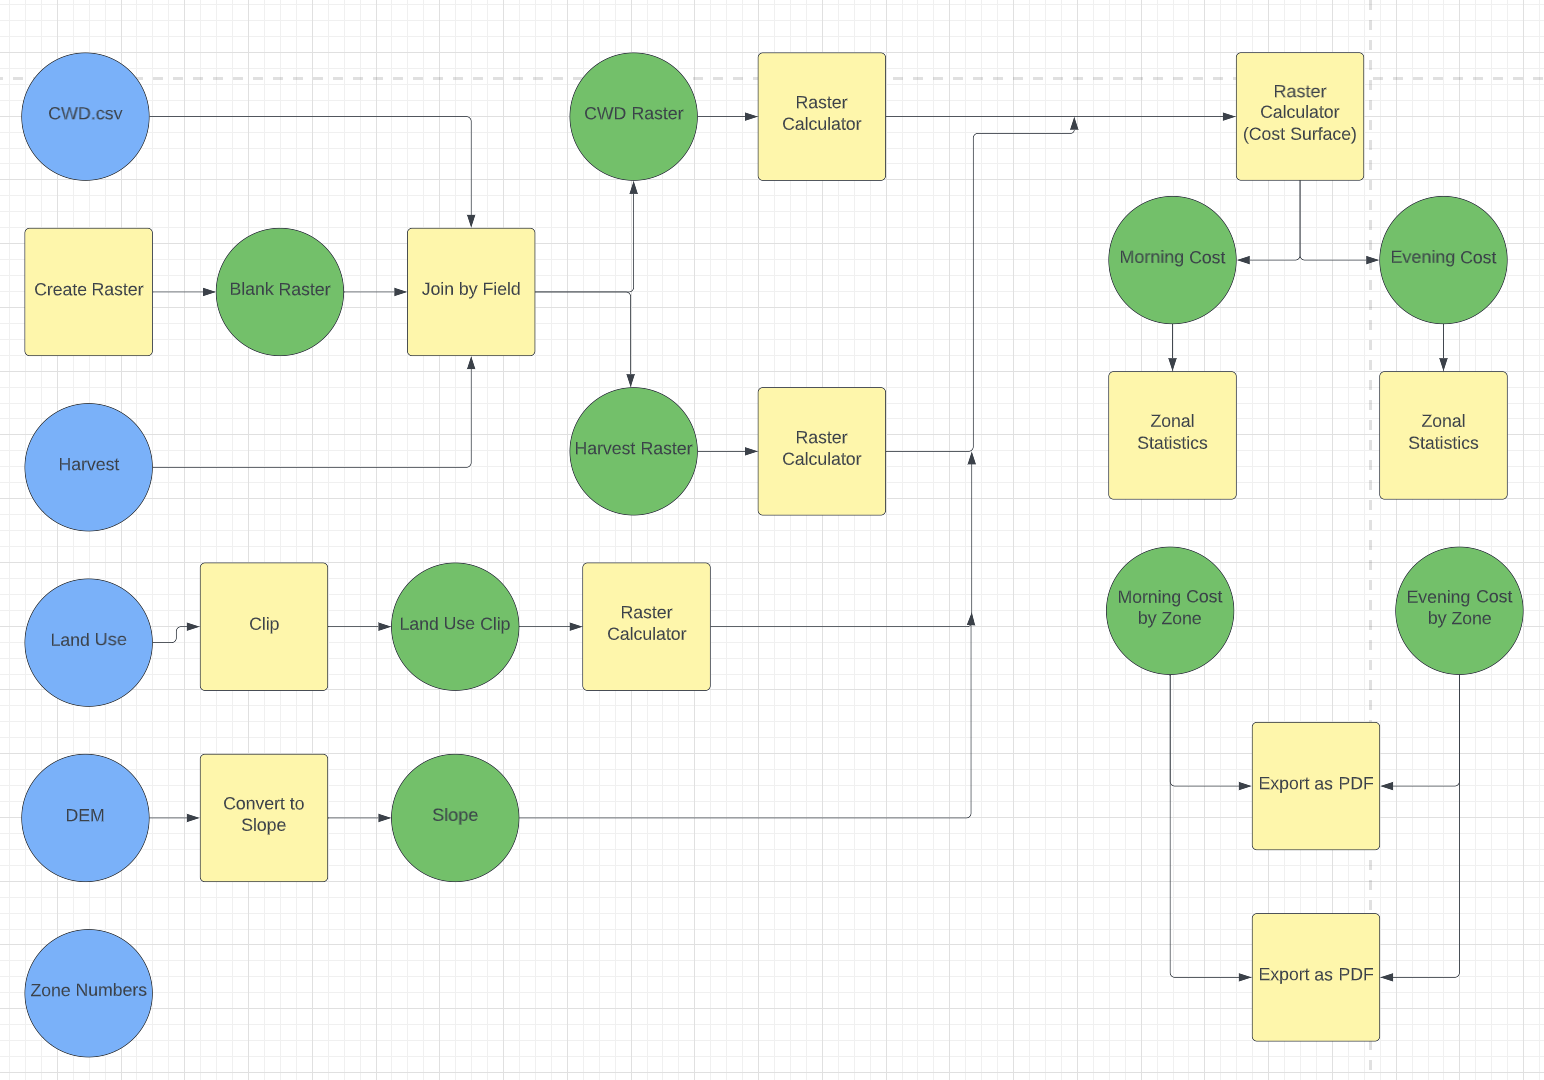 CWD.csv
CWD Raster
Raster
Calculator
Raster
Calculator
(Cost Surface)
Create Raster
Blank Raster
Join by Field
Morning Cost
Evening Cost
Harvest
Harvest Raster
Raster
Calculator
Zonal
Statistics
Zonal
Statistics
Land Use
Clip
Land Use Clip
Raster
Calculator
Morning Cost
by Zone
Evening Cost
by Zone
DEM
Convert to
Slope
Slope
Export as PDF
Zone Numbers
Export as PDF